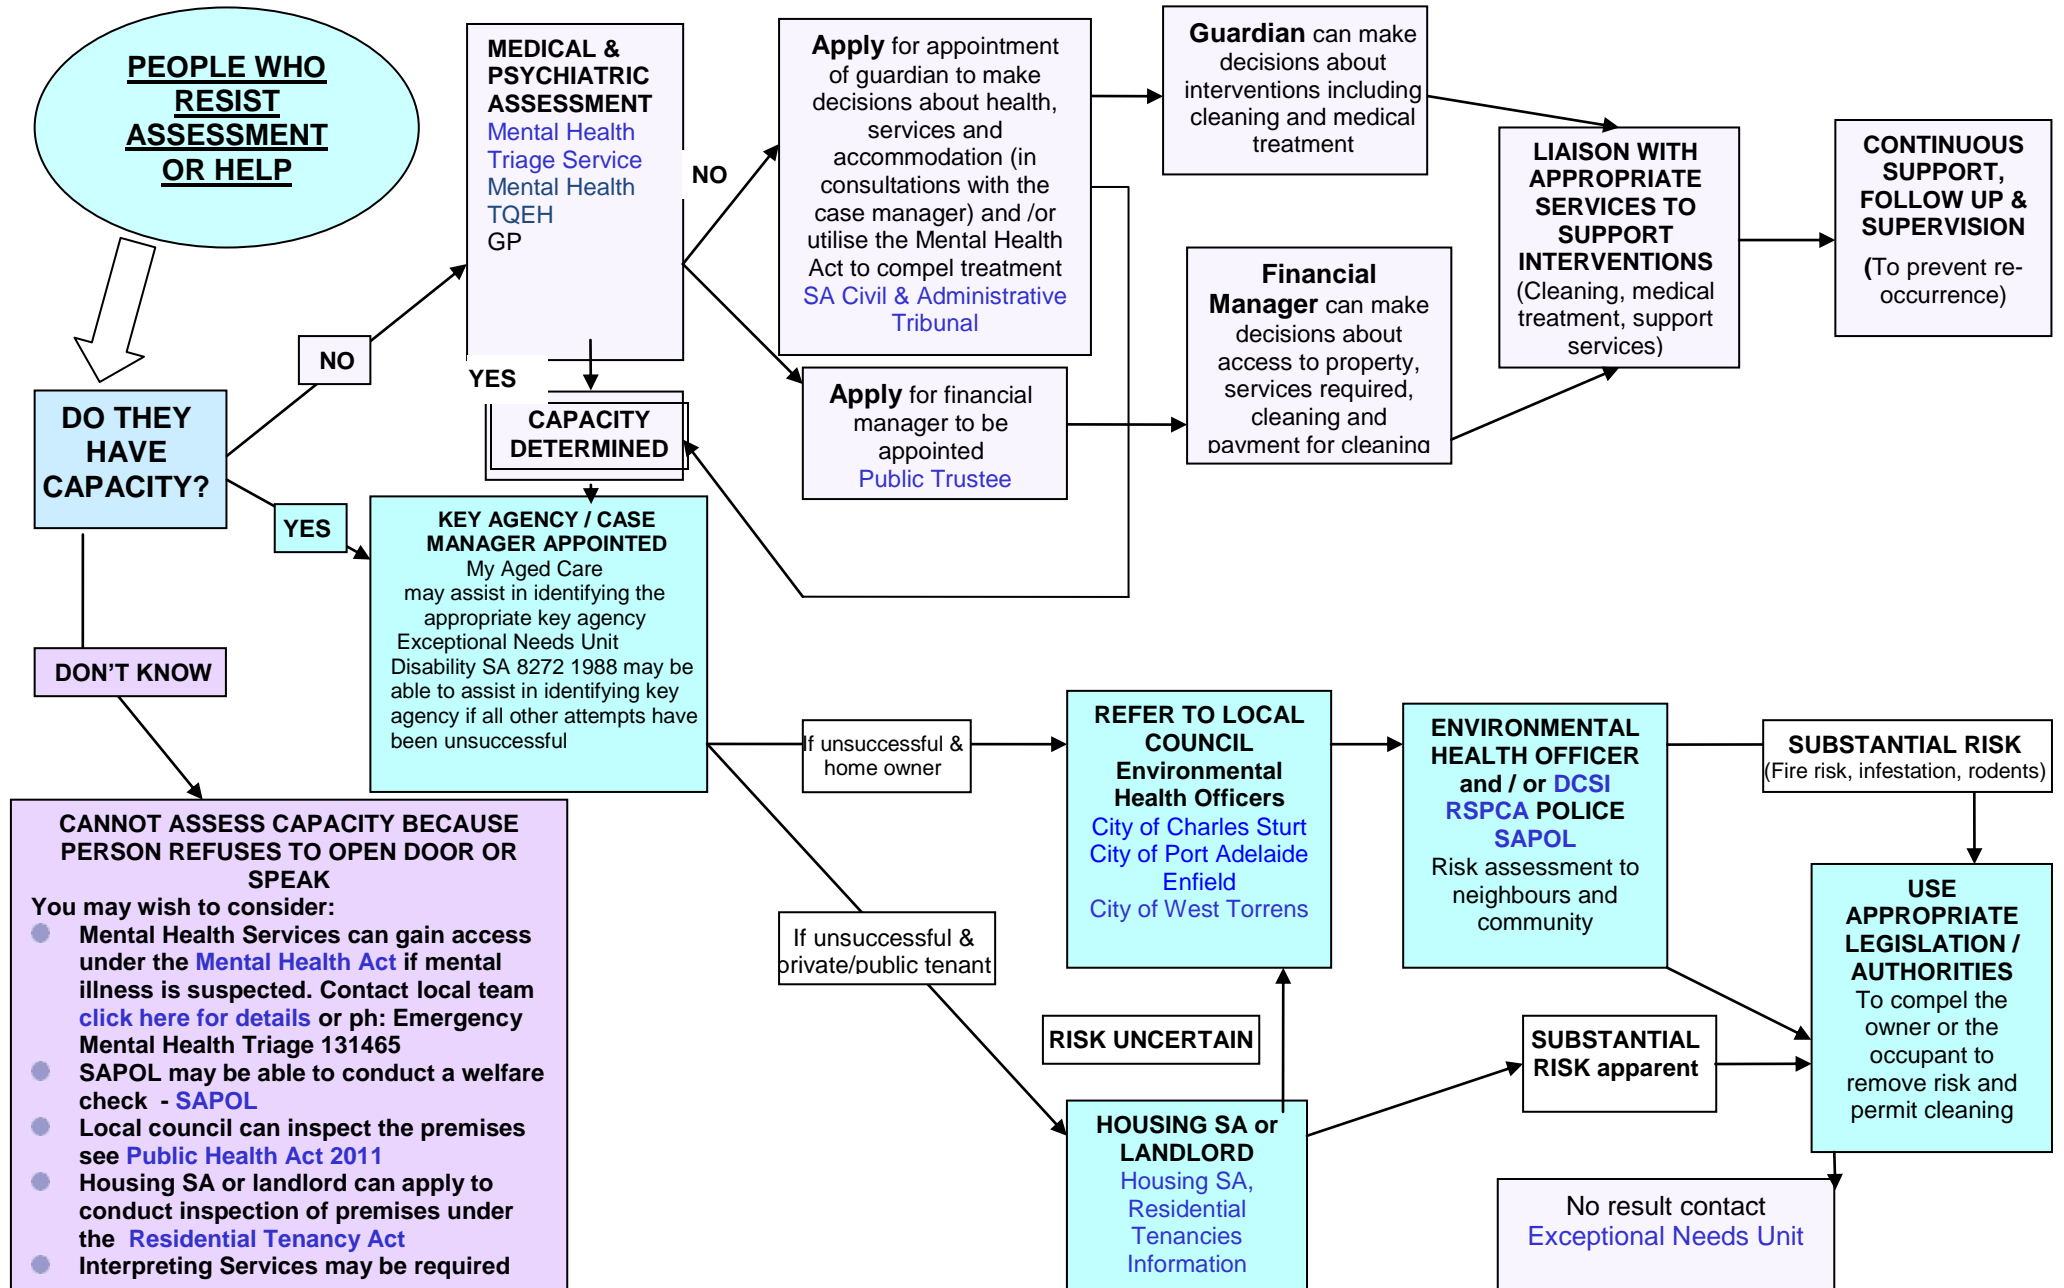 PEOPLE WHO
RESIST
ASSESSMENT
OR HELP
DO THEY
HAVE
CAPACITY?
NO
YES
DON'T KNOW
MEDICAL &
PSYCHIATRIC
ASSESSMENT
Mental Health
Triage Service
Mental Health
TQEH
GP
NO
YES
CAPACITY
DETERMINED
Apply for appointment
of guardian to make
decisions about health,
services and
accommodation (in
consultations with the
case manager) and /or
utilise the Mental Health
Act to compel treatment
SA Civil & Administrative
Tribunal
Apply for financial
manager to be
appointed
Public Trustee
Guardian can make
decisions about
interventions including
cleaning and medical
treatment
Financial
Manager can make
decisions about
access to property,
services required,
cleaning and
payment for cleaning
LIAISON WITH
APPROPRIATE
SERVICES TO
SUPPORT
INTERVENTIONS
(Cleaning, medical
treatment, support
services)
CONTINUOUS
SUPPORT,
FOLLOW UP &
SUPERVISION
(To prevent re-
occurrence)
KEY AGENCY / CASE
MANAGER APPOINTED
My Aged Care
may assist in identifying the
appropriate key agency
Exceptional Needs Unit
Disability SA 8272 1988 may be
able to assist in identifying key
agency if all other attempts have
been unsuccessful
If unsuccessful &
home owner
If unsuccessful &
private/public tenant
REFER TO LOCAL
COUNCIL
Environmental
Health Officers
City of Charles Sturt
City of Port Adelaide
Enfield
City of West Torrens
ENVIRONMENTAL
HEALTH OFFICER
and / or DCSI
RSPCA POLICE
SAPOL
Risk assessment to
neighbours and
community
SUBSTANTIAL RISK
(Fire risk, infestation, rodents)
USE
APPROPRIATE
LEGISLATION /
AUTHORITIES
To compel the
owner or the
occupant to
remove risk and
permit cleaning
RISK UNCERTAIN
SUBSTANTIAL
RISK apparent
HOUSING SA or
LANDLORD
Housing SA,
Residential
Tenancies
Information
No result contact
Exceptional Needs Unit
CANNOT ASSESS CAPACITY BECAUSE
PERSON REFUSES TO OPEN DOOR OR
SPEAK
You may wish to consider:
Mental Health Services can gain access
under the Mental Health Act if mental
illness is suspected. Contact local team
click here for details or ph: Emergency
Mental Health Triage 131465
SAPOL may be able to conduct a welfare
check - SAPOL
Local council can inspect the premises
see Public Health Act 2011
Housing SA or landlord can apply to
conduct inspection of premises under
the Residential Tenancy Act
Interpreting Services may be required